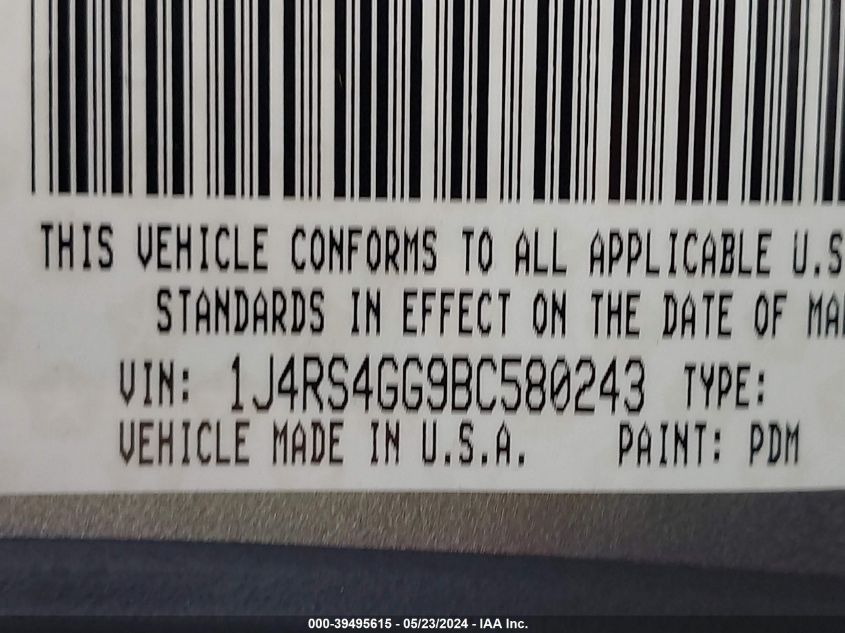 THIS VEHICLE CONFORMS TO ALL APPLICABLE U.S
STANDARDS IN EFFECT ON THE DATE OF MA
VIN: 1J4RS4GG9BC580243 TYPE:
VEHICLE MADE IN U.S.A. PAINT: PDM
000-39495615 - 05/23/2024 - IAA Inc.